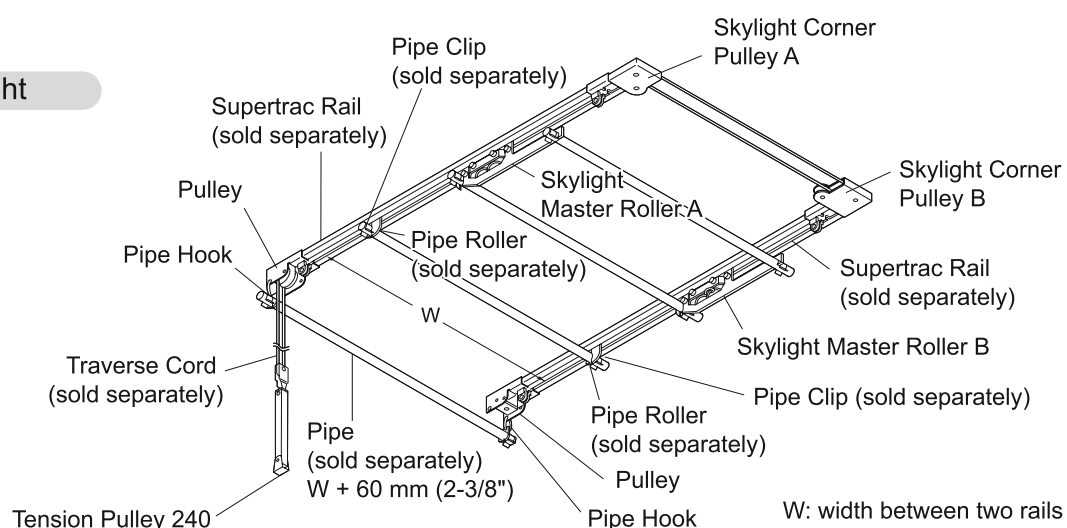 Skylight Corner
Pulley A
Pipe Clip
(sold separately)
ht
Supertrac Rail
(sold separately)
Skylight Corner
Pulley B
Pulley
Skylight
Master Roller A
Pipe Roller
(sold separately)
Pipe Hook
Supertrac Rail
(sold separately)
W
Skylight Master Roller B
Traverse Cord
(sold separately)
Pipe Clip (sold separately)
Pipe Roller
(sold separately)
Pipe
(sold separately)
W + 60 mm (2-3/8")
Pulley
Tension Pulley 240
Pipe Hook
W: width between two rails